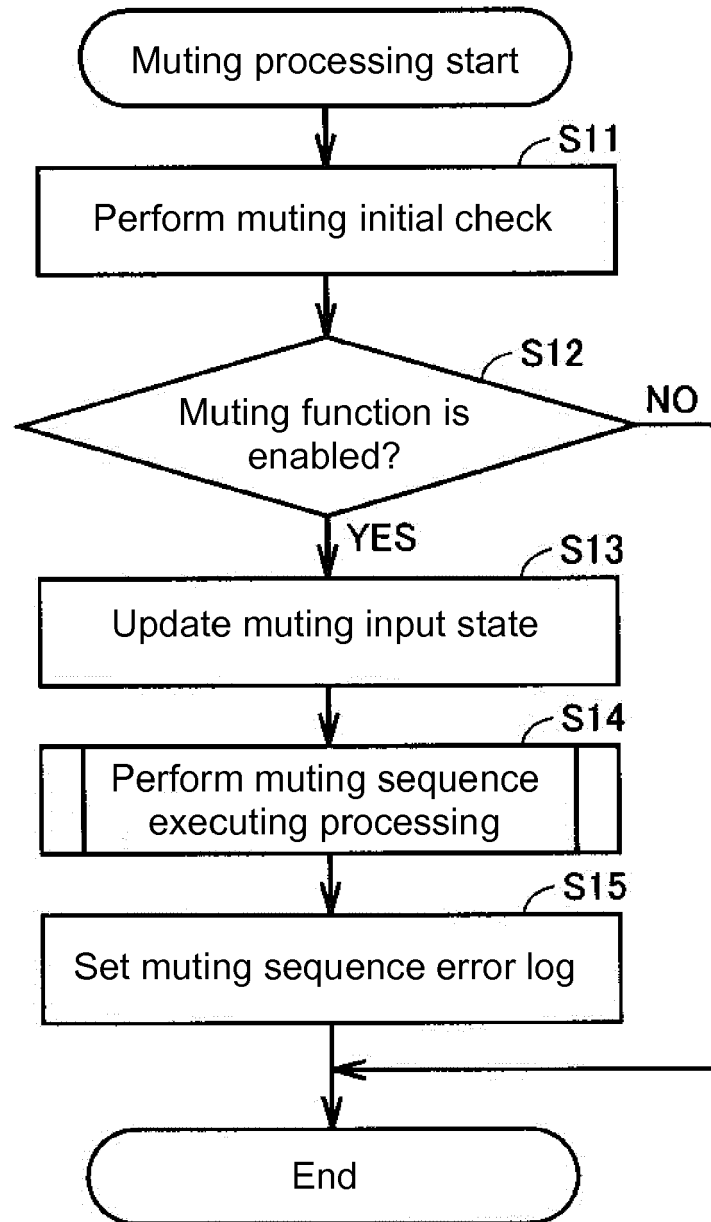 Muting processing start
S11
Perform muting initial check
S12
Muting function is
enabled?
NO
YES
S13
Update muting input state
S14
Perform muting sequence
executing processing
S15
Set muting sequence error log
End